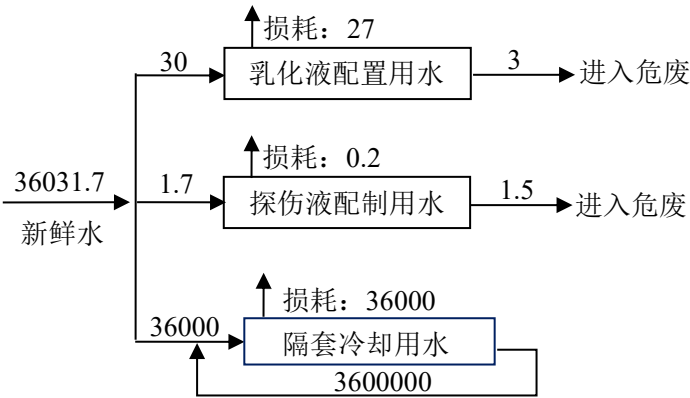 损耗：27
30
乳化液配置用水
3
进入危废
损耗：0.2
36031.7
新鲜水
1.7
探伤液配制用水
1.5
进入危废
损耗：36000
36000
隔套冷却用水
3600000